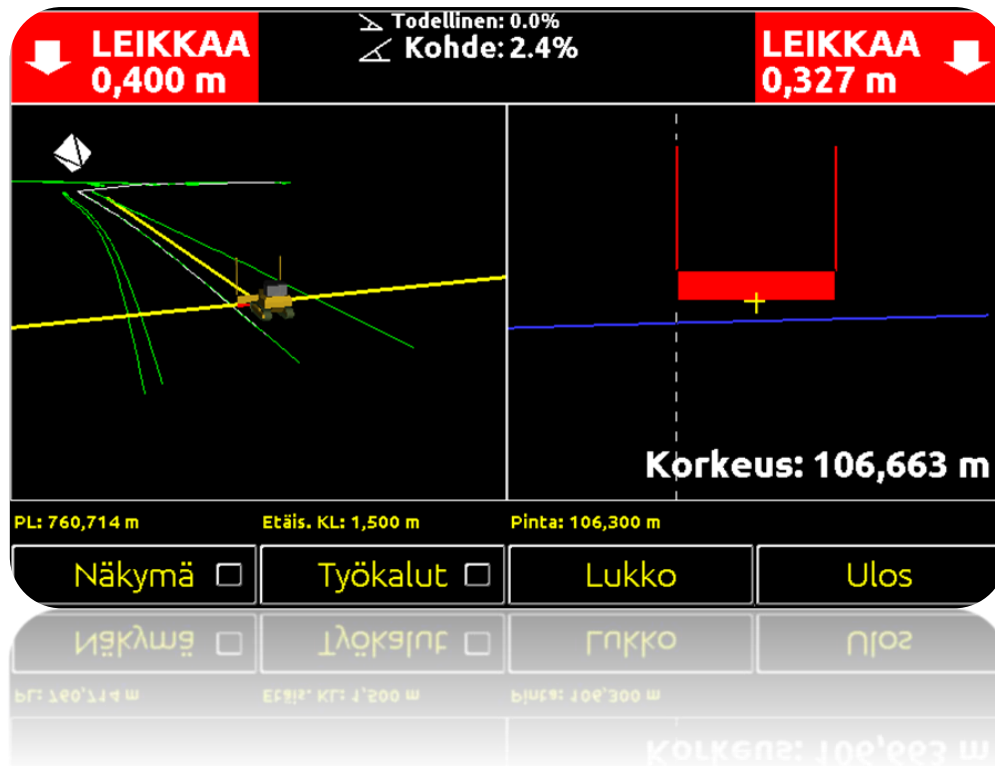 LEIKKAA
0,400 m
Todellinen: 0.0%
Kohde: 2.4%
LEIKKAA
0,327 m
Korkeus: 106,663 m
PL: 760,714 m
Etäis. KL: 1,500 m
Pinta: 106,300 m
Näkymä
Työkalut
Lukko
Ulos